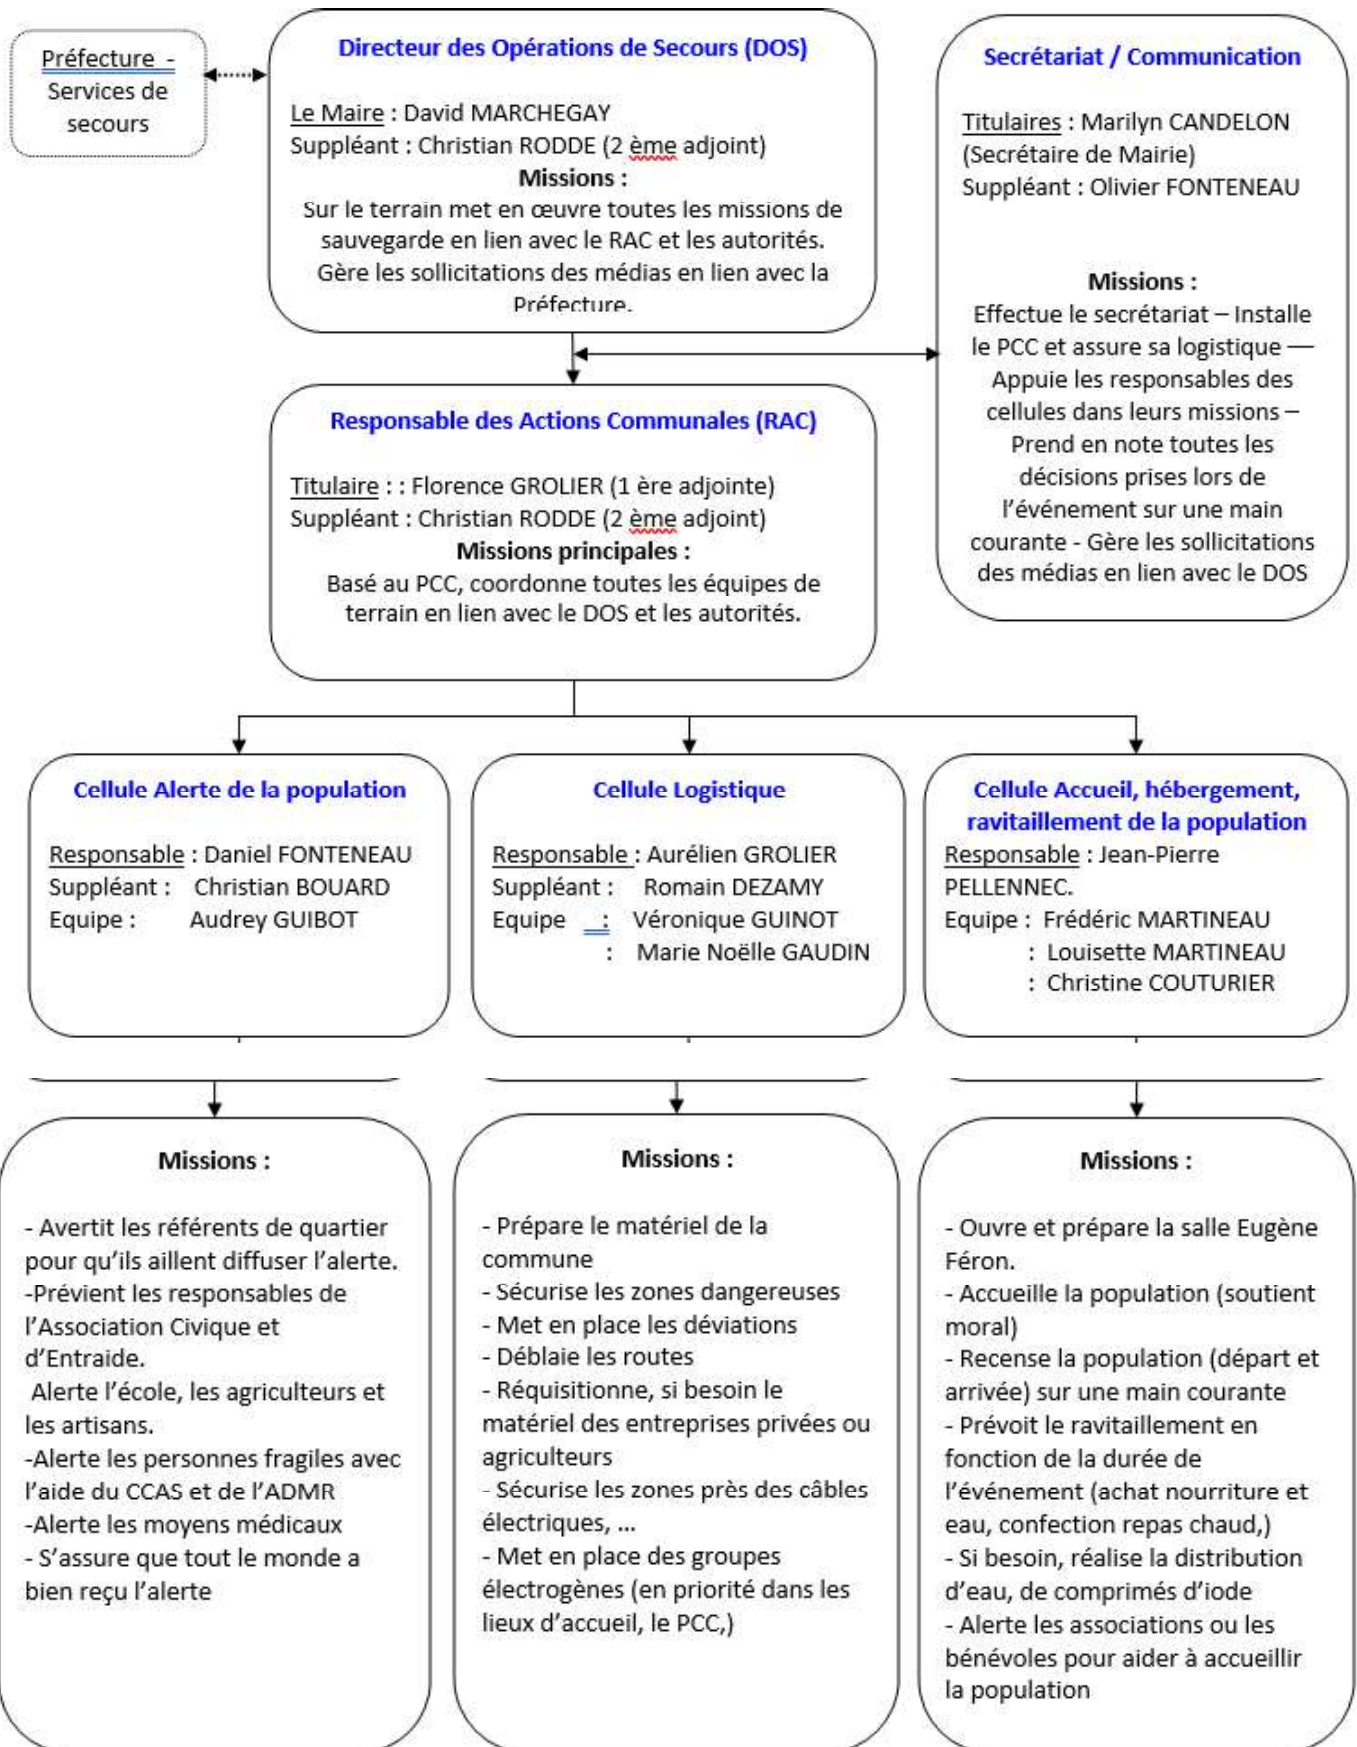 Préfecture -
Services de
secours
Directeur des Opérations de Secours (DOS)
Le Maire : David MARCHEGAY
Suppléant : Christian RODDE (2 ème adjoint)
Missions :
Sur le terrain met en œuvre toutes les missions de
sauvegarde en lien avec le RAC et les autorités.
Gère les sollicitations des médias en lien avec la
Préfecture.
Secrétariat / Communication
Titulaires : Marilyn CANDELON
(Secrétaire de Mairie)
Suppléant : Olivier FONTENEAU
Missions :
Effectue le secrétariat – Installe
le PCC et assure sa logistique —
Appuie les responsables des
cellules dans leurs missions –
Prend en note toutes les
décisions prises lors de
l'événement sur une main
courante - Gère les sollicitations
des médias en lien avec le DOS
Responsable des Actions Communales (RAC)
Titulaire : : Florence GROLIER (1 ère adjointe)
Suppléant : Christian RODDE (2 ème adjoint)
Missions principales :
Basé au PCC, coordonne toutes les équipes de
terrain en lien avec le DOS et les autorités.
Cellule Alerte de la population
Responsable : Daniel FONTENEAU
Suppléant : Christian BOUARD
Equipe : Audrey GUIBOT
Cellule Logistique
Responsable : Aurélien GROLIER
Suppléant : Romain DEZAMY
Equipe : Véronique GUINOT
: Marie Noëlle GAUDIN
Cellule Accueil, hébergement,
ravitaillement de la population
Responsable : Jean-Pierre
PELLENNEC.
Equipe : Frédéric MARTINEAU
: Louisette MARTINEAU
: Christine COUTURIER
Missions :
- Avertit les référents de quartier
pour qu'ils aillent diffuser l'alerte.
-Prévient les responsables de
l'Association Civique et
d'Entraide.
Alerte l'école, les agriculteurs et
les artisans.
-Alerte les personnes fragiles avec
l'aide du CCAS et de l'ADMR
-Alerte les moyens médicaux
- S'assure que tout le monde a
bien reçu l'alerte
Missions :
- Prépare le matériel de la
commune
- Sécurise les zones dangereuses
- Met en place les déviations
- Déblaie les routes
- Réquisitionne, si besoin le
matériel des entreprises privées ou
agriculteurs
- Sécurise les zones près des câbles
électriques, ...
- Met en place des groupes
électrogènes (en priorité dans les
lieux d'accueil, le PCC,)
Missions :
- Ouvre et prépare la salle Eugène
Féron.
- Accueille la population (soutient
moral)
- Recense la population (départ et
arrivée) sur une main courante
- Prévoit le ravitaillement en
fonction de la durée de
l'événement (achat nourriture et
eau, confection repas chaud,)
- Si besoin, réalise la distribution
d'eau, de comprimés d'iode
- Alerte les associations ou les
bénévoles pour aider à accueillir
la population